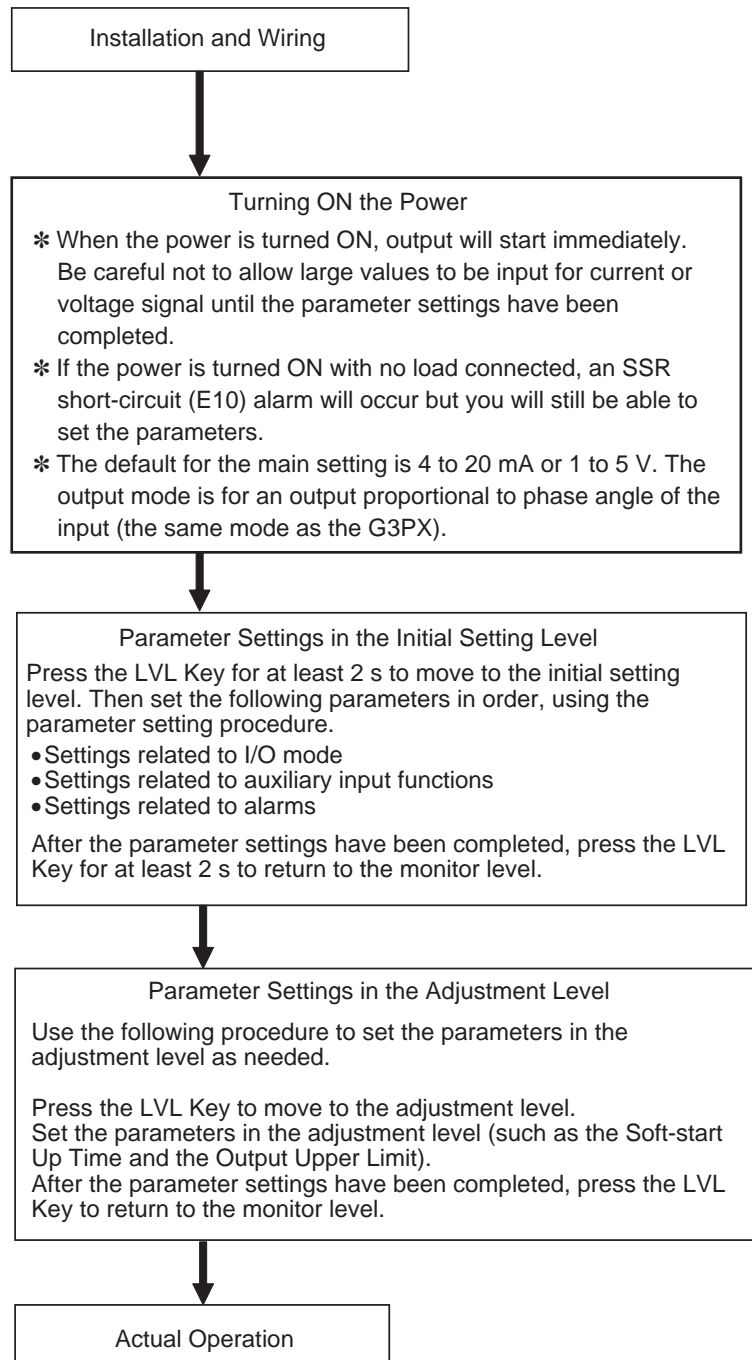 Installation and Wiring
Turning ON the Power
✻ When the power is turned ON, output will start immediately.
Be careful not to allow large values to be input for current or
voltage signal until the parameter settings have been
completed.
✻ If the power is turned ON with no load connected, an SSR
short-circuit (E10) alarm will occur but you will still be able to
set the parameters.
✻ The default for the main setting is 4 to 20 mA or 1 to 5 V. The
output mode is for an output proportional to phase angle of the
input (the same mode as the G3PX).
Parameter Settings in the Initial Setting Level
Press the LVL Key for at least 2 s to move to the initial setting
level. Then set the following parameters in order, using the
parameter setting procedure.
•Settings related to I/O mode
•Settings related to auxiliary input functions
•Settings related to alarms
After the parameter settings have been completed, press the LVL
Key for at least 2 s to return to the monitor level.
Parameter Settings in the Adjustment Level
Use the following procedure to set the parameters in the
adjustment level as needed.
Press the LVL Key to move to the adjustment level.
Set the parameters in the adjustment level (such as the Soft-start
Up Time and the Output Upper Limit).
After the parameter settings have been completed, press the LVL
Key to return to the monitor level.
Actual Operation